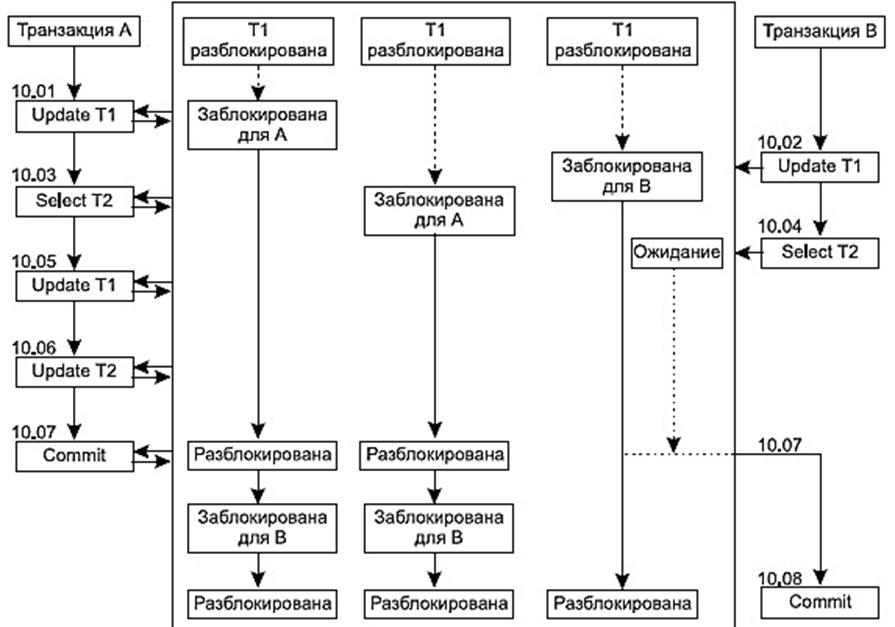 Транзакция A
T1
разблокирована
T1
разблокирована
T1
разблокирована
Транзакция B
10.01
Update T1
Заблокирована
для A
10.02
Update T1
Заблокирована
для B
10.03
Select T2
Заблокирована
для A
10.04
Select T2
Ожидание
10.05
Update T1
10.06
Update T2
10.07
Commit
Разблокирована
Разблокирована
10.07
Заблокирована
для B
Заблокирована
для B
10.08
Commit
Разблокирована
Разблокирована
Разблокирована